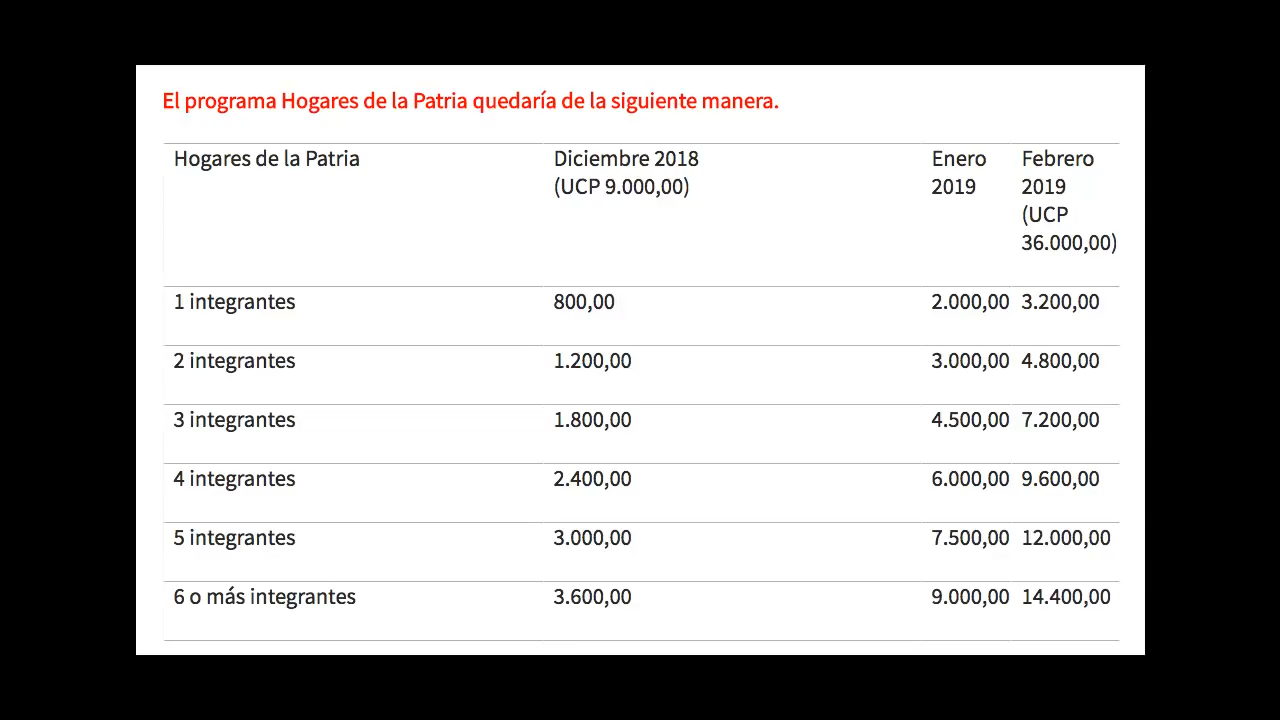 El programa Hogares de la Patria quedaría de la siguiente manera.
Hogares de la Patria Diciembre 2018 Enero Febrero
(UCP 9.000,00) 2019 2019
(UCP
36.000,00)
1 integrantes 800,00 2.000,00 3.200,00
2 integrantes 1.200,00 3.000,00 4.800,00
3 integrantes 1.800,00 4.500,00 7.200,00
4 integrantes 2.400,00 6.000,00 9.600,00
5 integrantes 3.000,00 7.500,00 12.000,00
6 o más integrantes 3.600,00 9.000,00 14.400,00